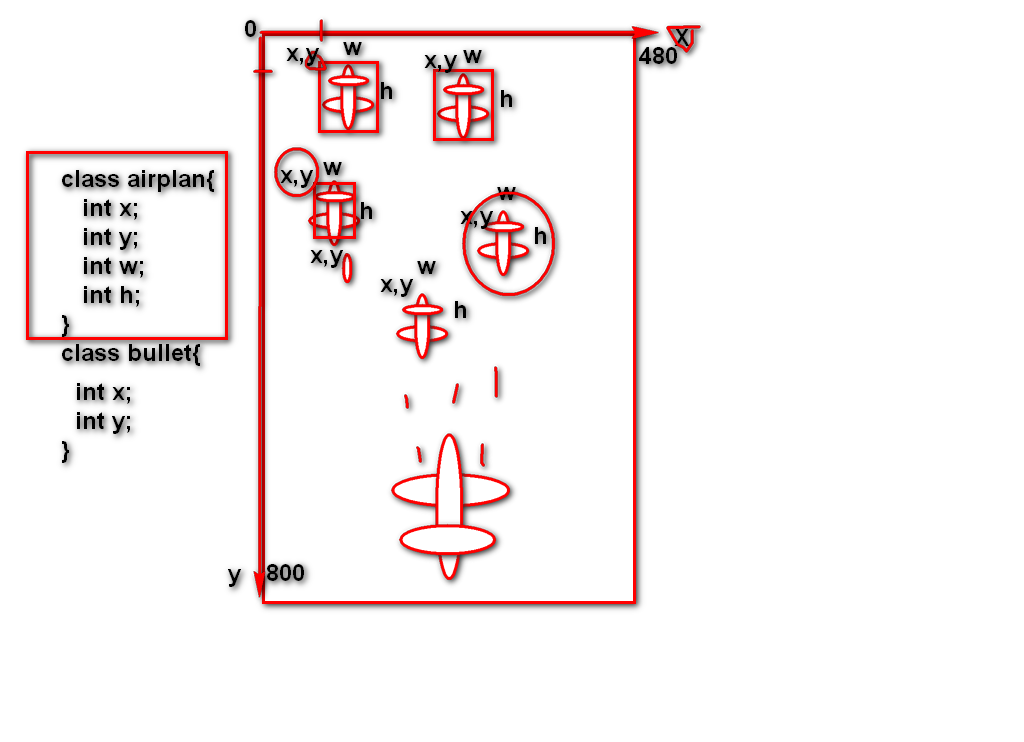 0
X
480
x,y w
h
x,y w
h
class airplan{
int x;
int y;
int w;
int h;
}
class bullet{
int x;
int y;
}
x,y w
h
x,y
w
x,y
h
w
x,y
h
y 800